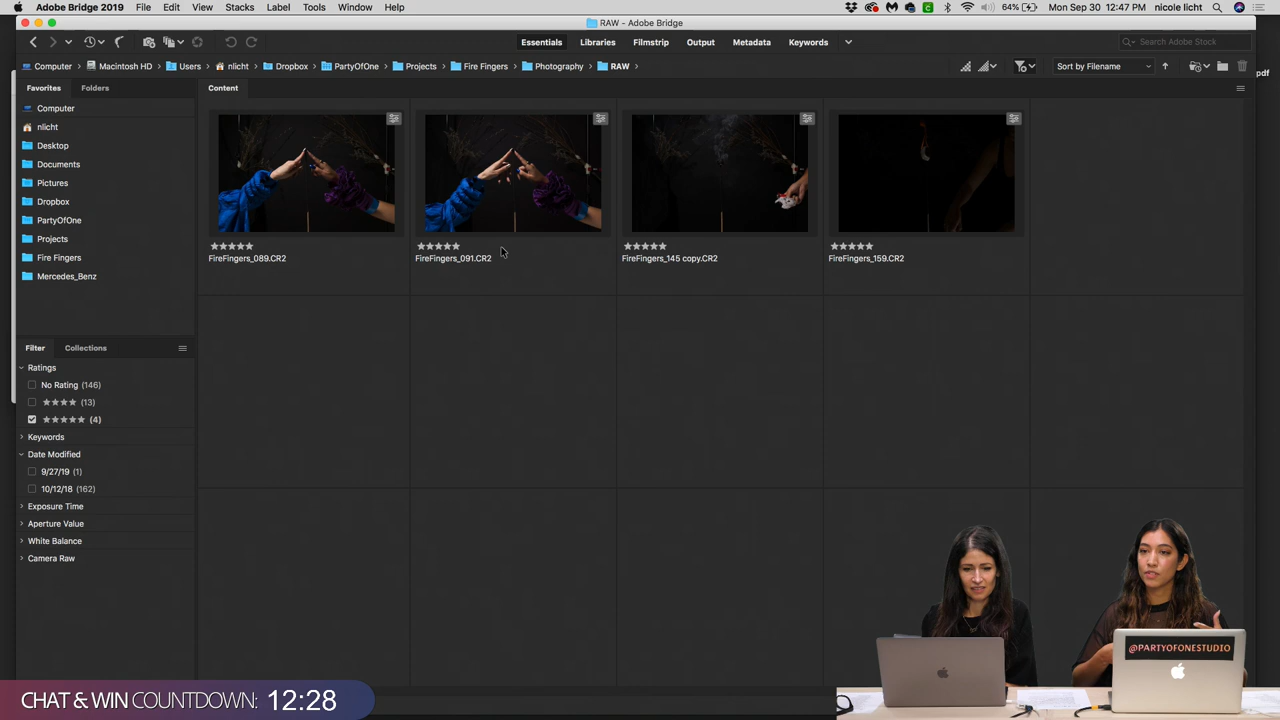 Adobe Bridge 2019 File Edit View Stacks Label Tools Window Help 64% Mon Sep 30 12:47 PM nicole licht
RAW - Adobe Bridge
Essentials Libraries Filmstrip Output Metadata Keywords Search Adobe Stock
Computer Macintosh HD Users nlicht Dropbox PartyOfOne Projects Fire Fingers Photography RAW Sort by Filename
pdf
Favorites Folders Content
Computer
nlicht
Desktop
Documents
Pictures
Dropbox
PartyOfOne
Projects
Fire Fingers
Mercedes_Benz
FireFingers_089.CR2 FireFingers_091.CR2 FireFingers_145 copy.CR2 FireFingers_159.CR2
Filter Collections
Ratings
No Rating (146)
(13)
(4)
Keywords
Date Modified
9/27/19 (1)
10/12/18 (162)
Exposure Time
Aperture Value
White Balance
Camera Raw
@PARTYOFONESTUDIO
CHAT & WIN COUNTDOWN: 12:28